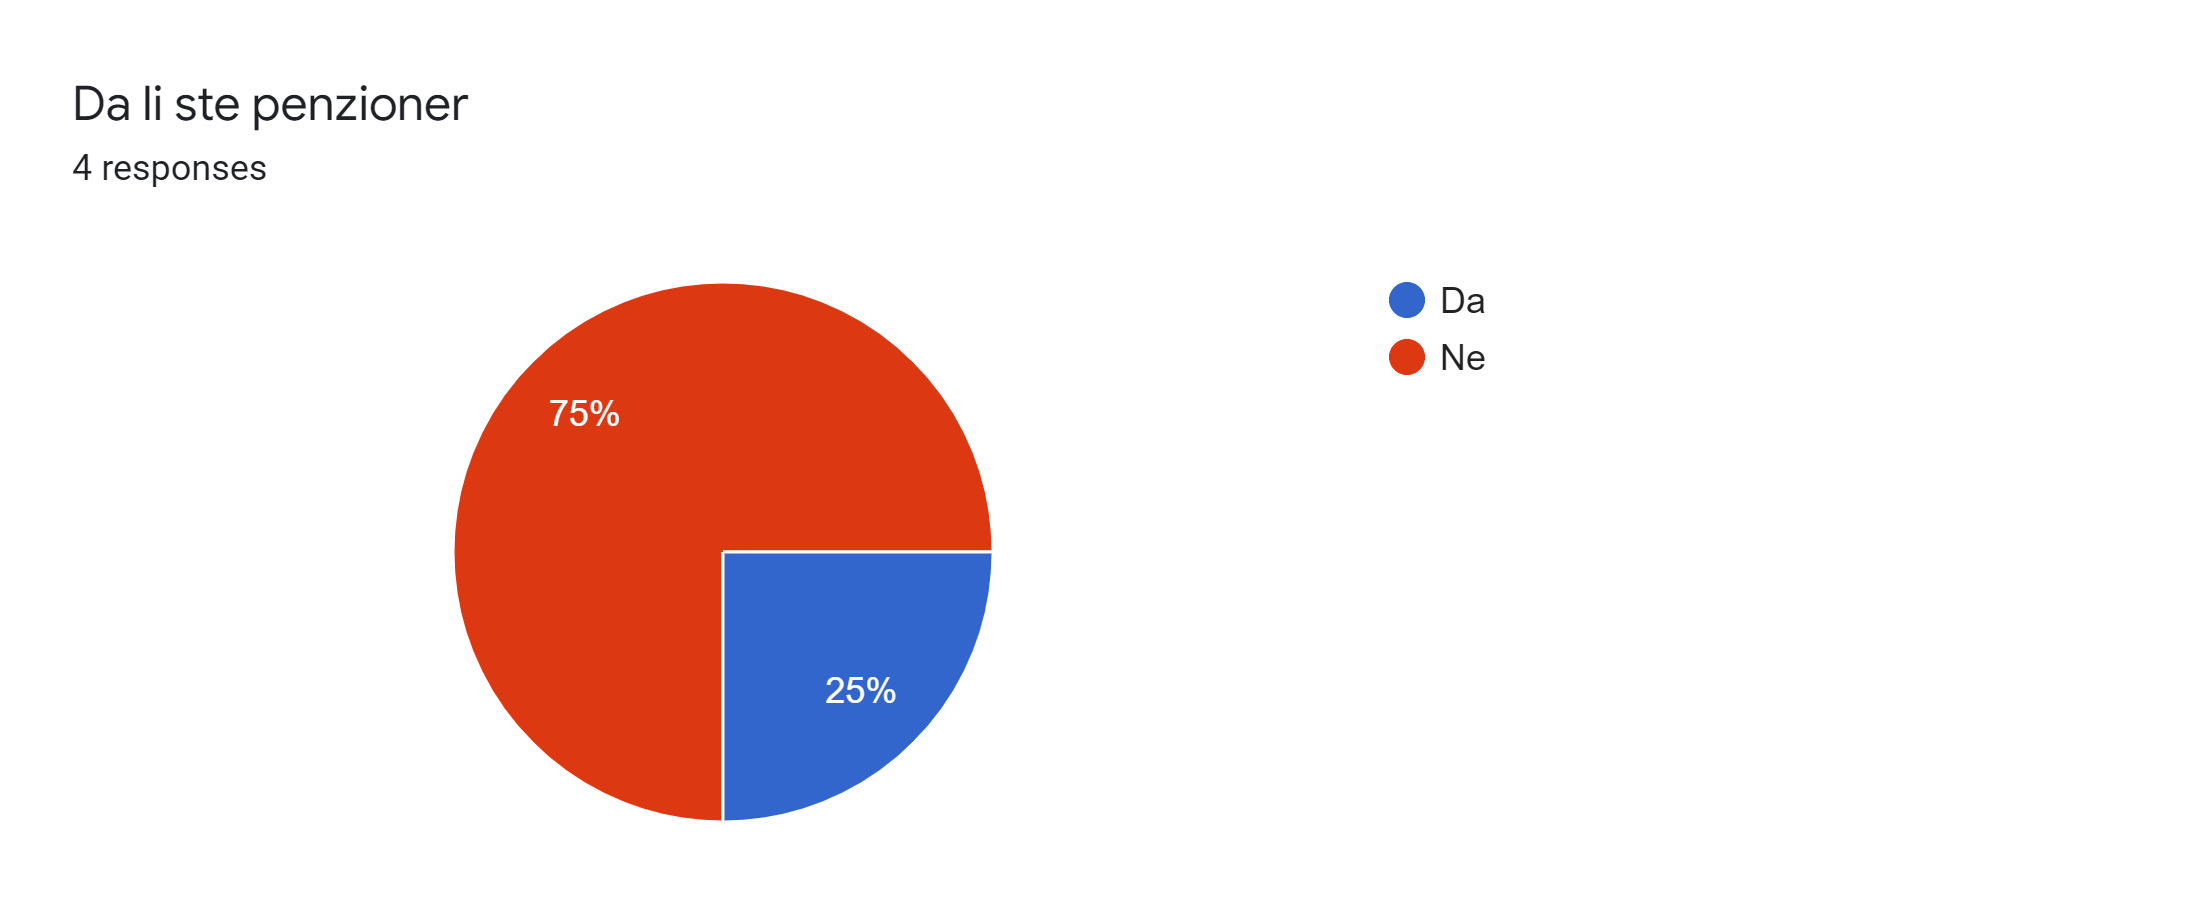 Da li ste penzioner
4 responses
Da
Ne
75%
25%